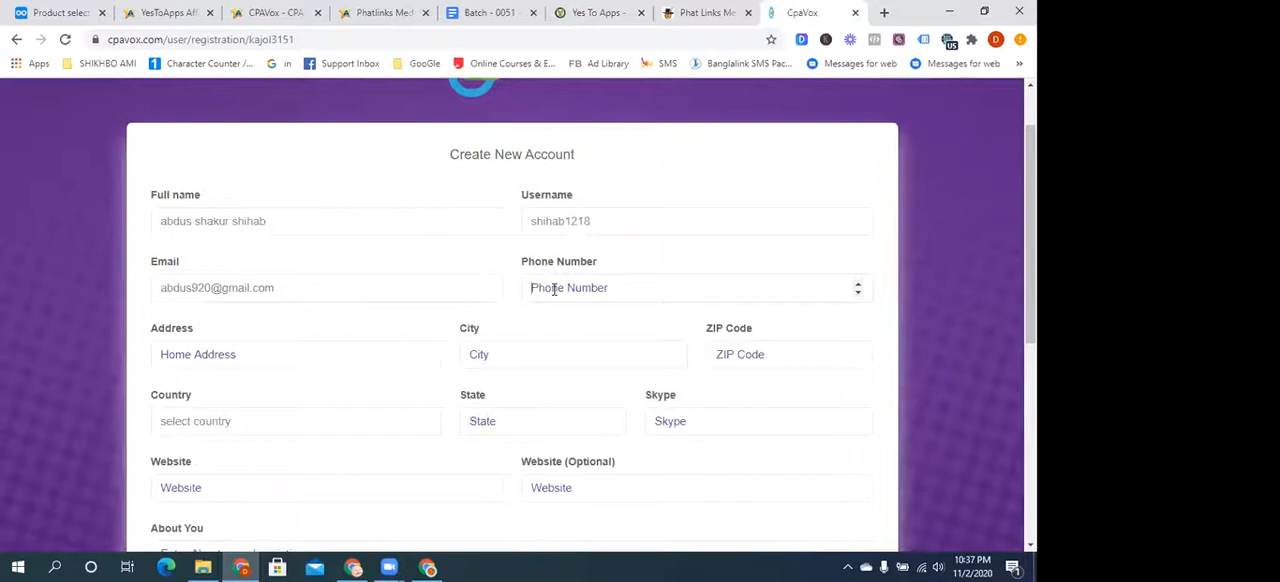 Product select
YesToApps Aff
CPAVox - CPA
Phatlinks Med
Batch - 0051
Yes To Apps -
Phat Links Me
CpaVox
cpavox.com/user/registration/kajol3151
Apps
SHIKHBO AMI
Character Counter /...
in
Support Inbox
GooGle
Online Courses & E...
FB Ad Library
SMS
Banglalink SMS Pac...
Messages for web
Messages for web
Create New Account
Full name
Username
abdus shakur shihab
shihab1218
Email
Phone Number
abdus920@gmail.com
Phone Number
Address
City
ZIP Code
Home Address
City
ZIP Code
Country
State
Skype
select country
State
Skype
Website
Website (Optional)
Website
Website
About You
10:37 PM
11/2/2020